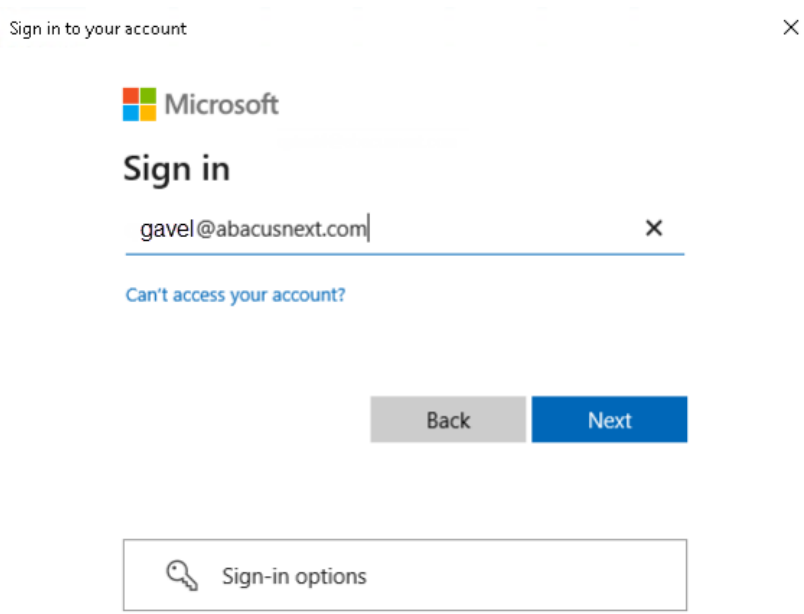 Sign in to your account
Microsoft
Sign in
gavel@abacusnext.com
Can't access your account?
Back
Next
Sign-in options